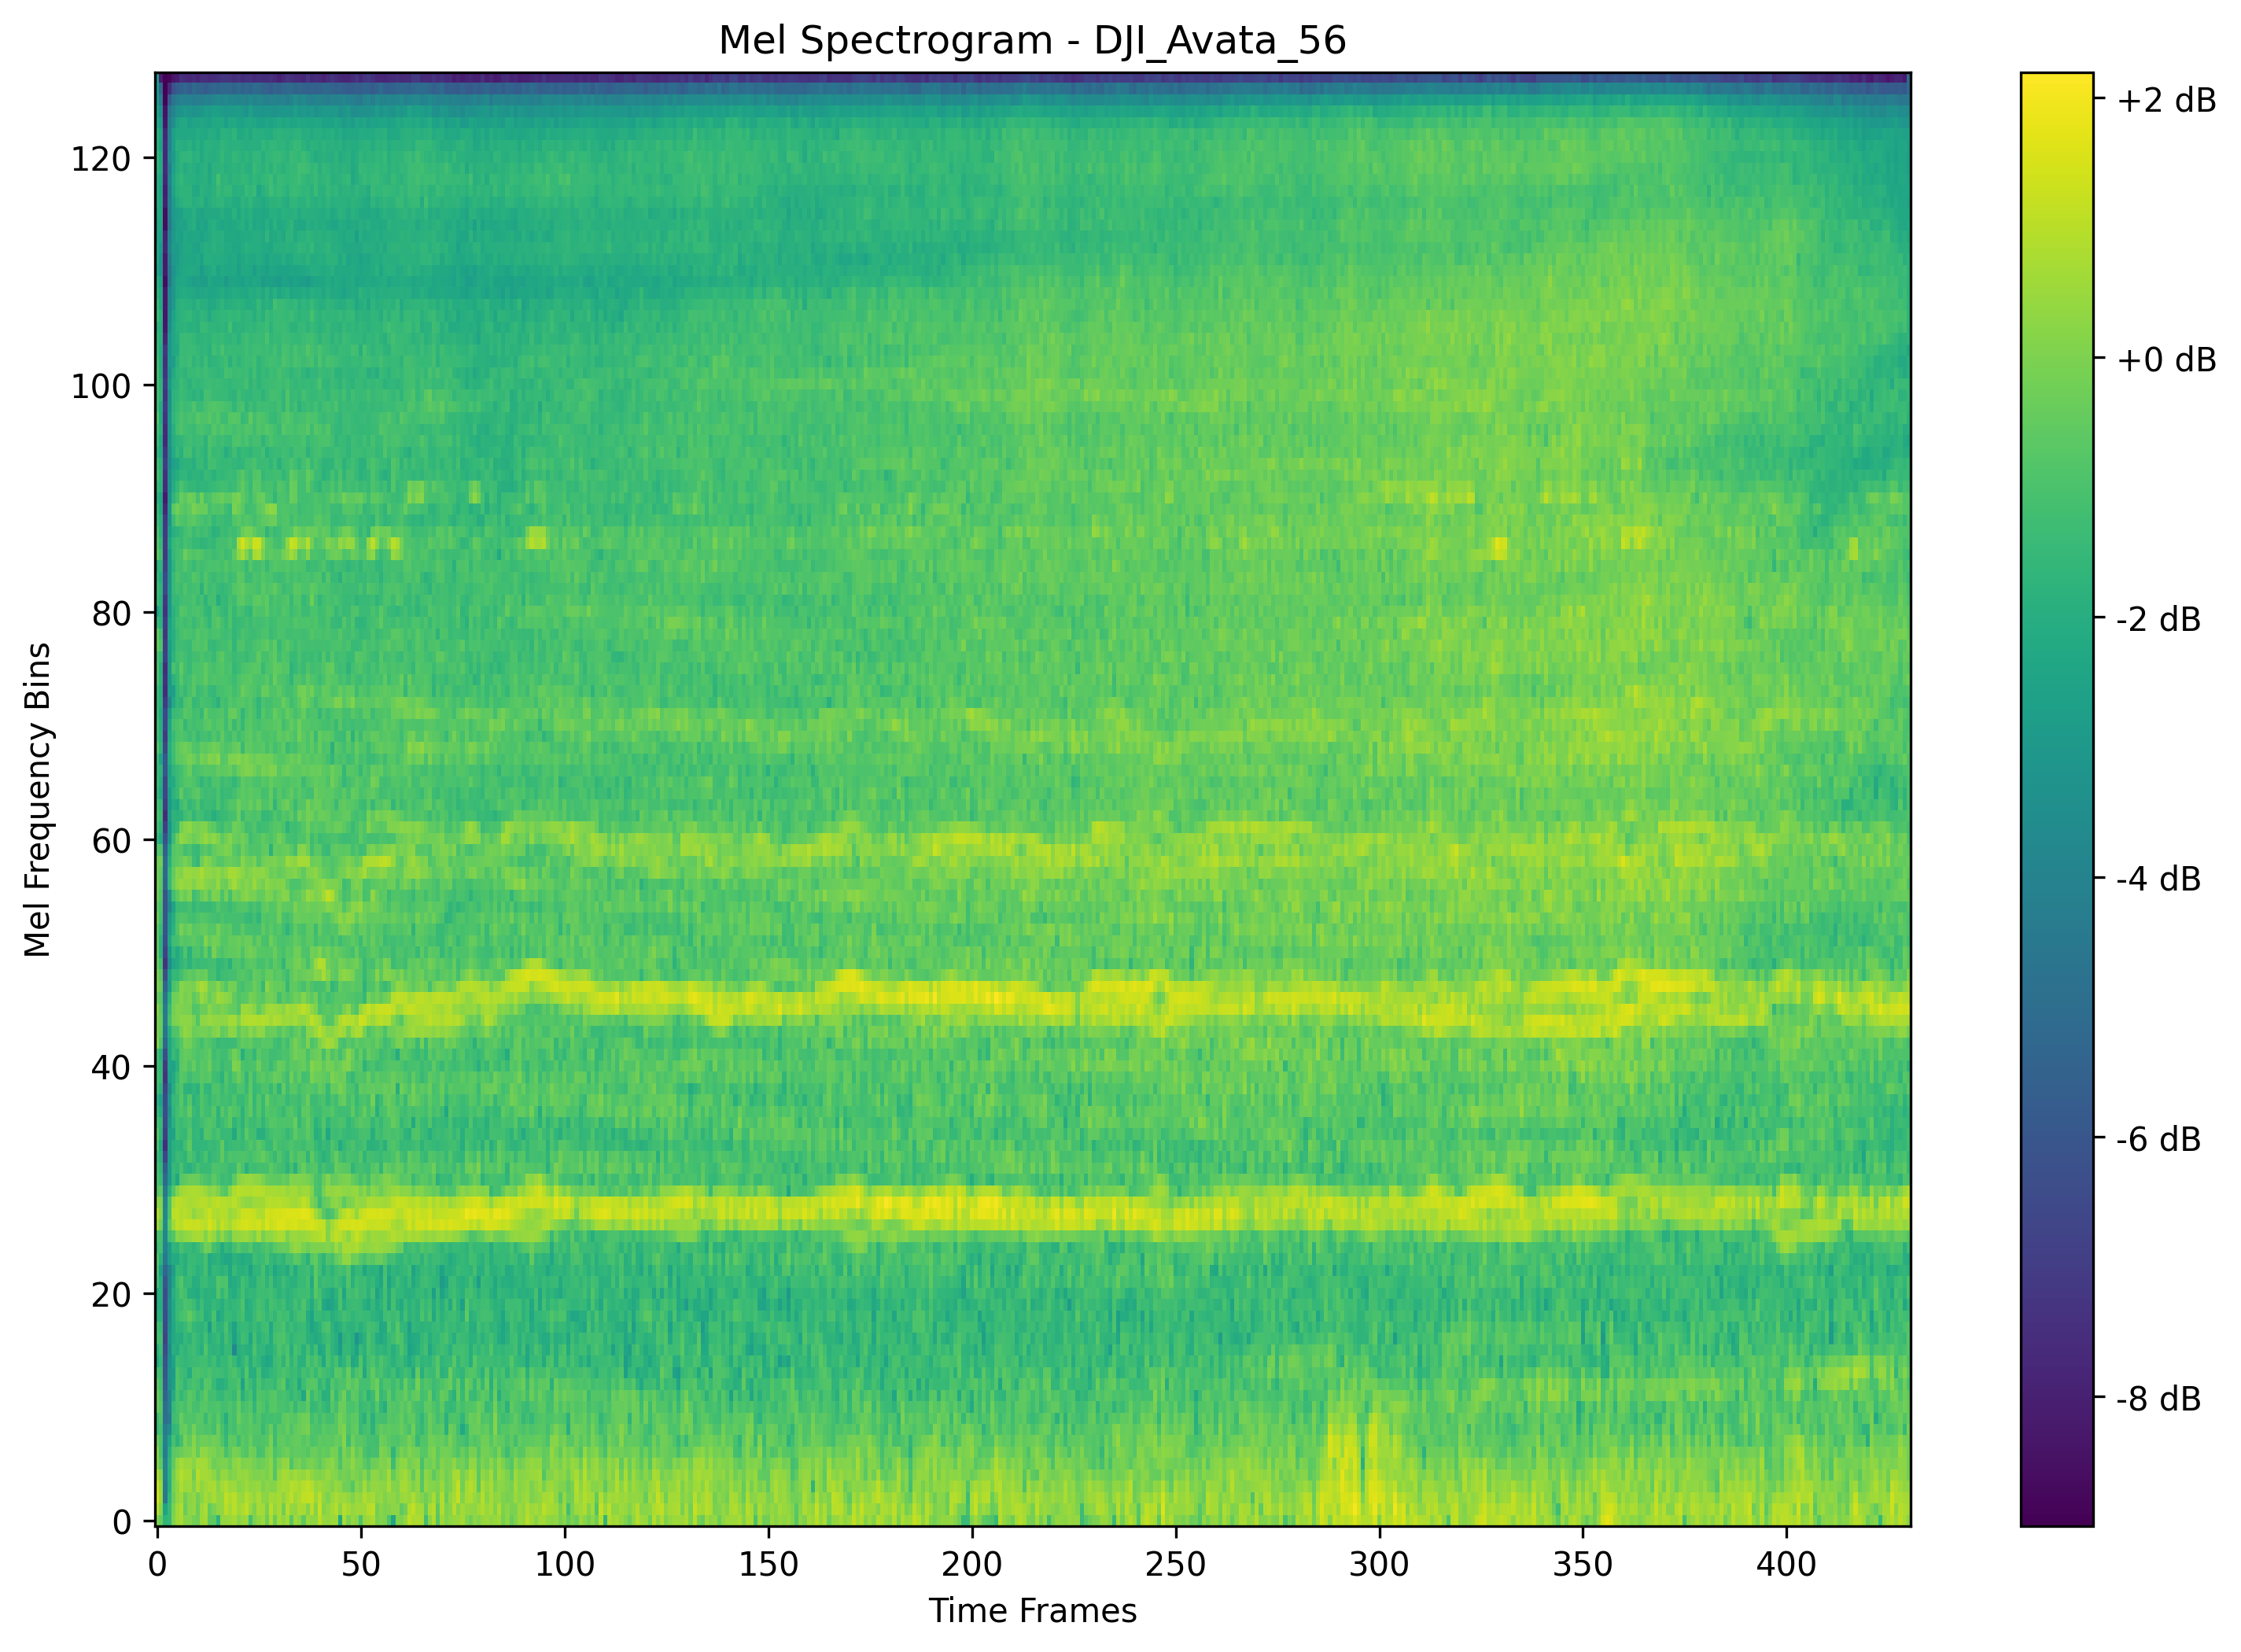 Mel Spectrogram - DJI_Avata_56
Mel Frequency Bins
120
100
80
60
40
20
0
0 50 100 150 200 250 300 350 400
Time Frames
+2 dB
+0 dB
-2 dB
-4 dB
-6 dB
-8 dB